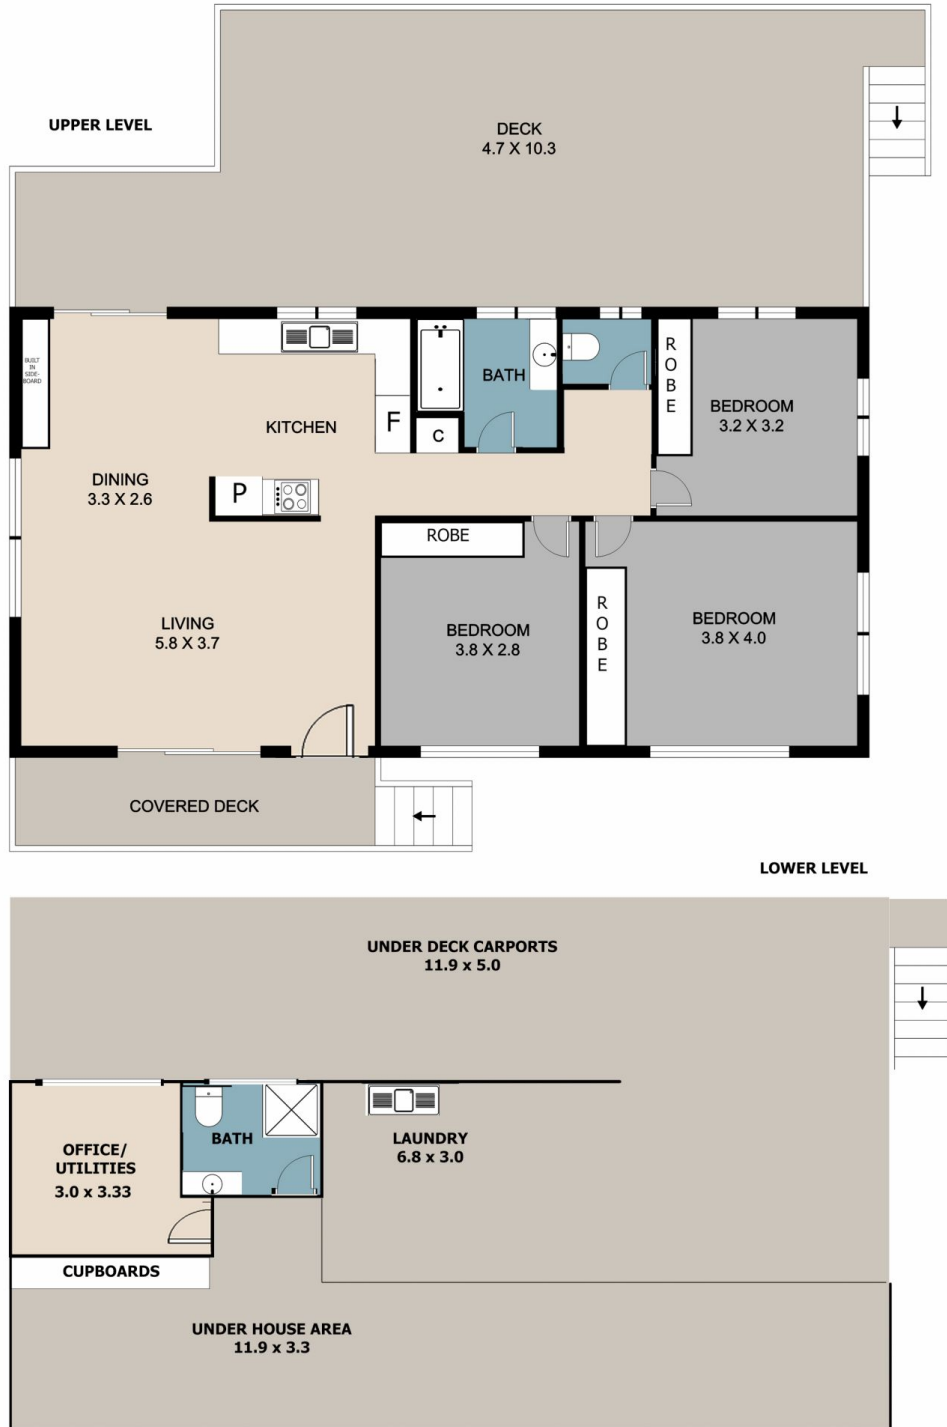 UPPER LEVEL
DECK
4.7 X 10.3
BUILT
IN
SIDE-
BOARD
KITCHEN
F
C
BATH
R
O
B
E
BEDROOM
3.2 X 3.2
DINING
3.3 X 2.6
P
LIVING
5.8 X 3.7
ROBE
BEDROOM
3.8 X 2.8
R
O
B
E
BEDROOM
3.8 X 4.0
COVERED DECK
LOWER LEVEL
UNDER DECK CARPORTS
11.9 x 5.0
OFFICE/
UTILITIES
3.0 x 3.33
BATH
LAUNDRY
6.8 x 3.0
CUPBOARDS
UNDER HOUSE AREA
11.9 x 3.3